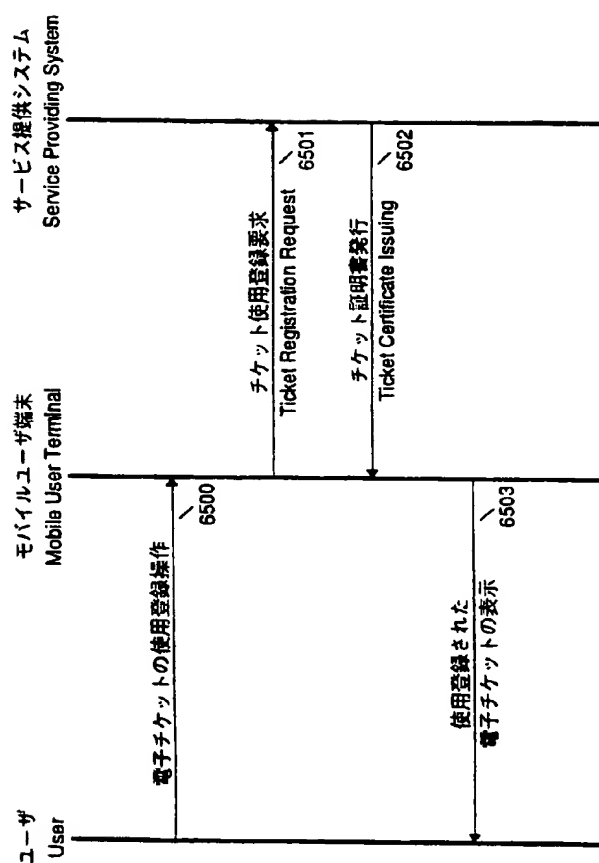 ユーザ
User
モバイルユーザ端末
Mobile User Terminal
サービス提供システム
Service Providing System
電子チケットの使用登録操作
6500
チケット使用登録要求
Ticket Registration Request
6501
チケット証明書発行
Ticket Certificate Issuing
6502
使用登録された
電子チケットの表示
6503